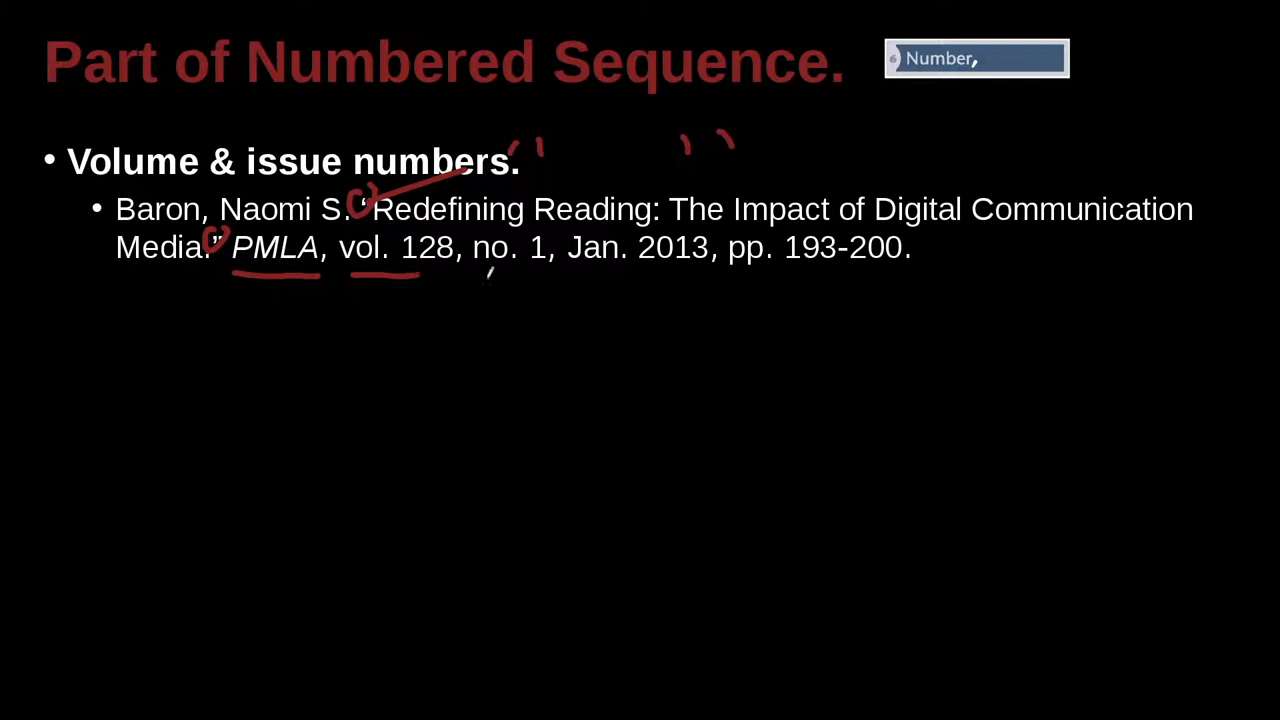 Part of Numbered Sequence.
6 Number,
• Volume & issue numbers.
• Baron, Naomi S. “Redefining Reading: The Impact of Digital Communication
Media.” PMLA, vol. 128, no. 1, Jan. 2013, pp. 193-200.